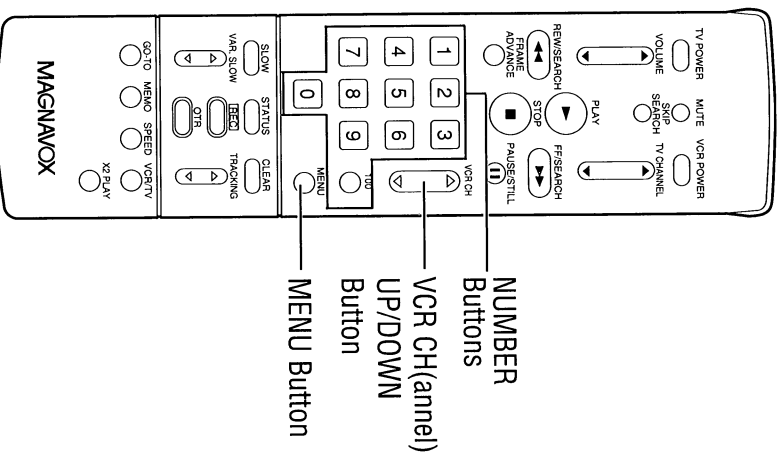 TV POWER
MUTE
VCR POWER
VOLUME
SKIP
SEARCH
TV CHANNEL
PLAY
REW/SEARCH
FF/SEARCH
STOP
FRAME
ADVANCE
PAUSE/STILL
1 2 3
VCR CH
4 5 6
7 8 9
100
0
MENU
SLOW
STATUS
CLEAR
VAR. SLOW
REC
TRACKING
OTR
GO-TO
MEMO
SPEED
VCR/TV
X2 PLAY
MAGNAVOX
NUMBER
Buttons
VCR CH(annel)
UP/DOWN
Button
MENU Button